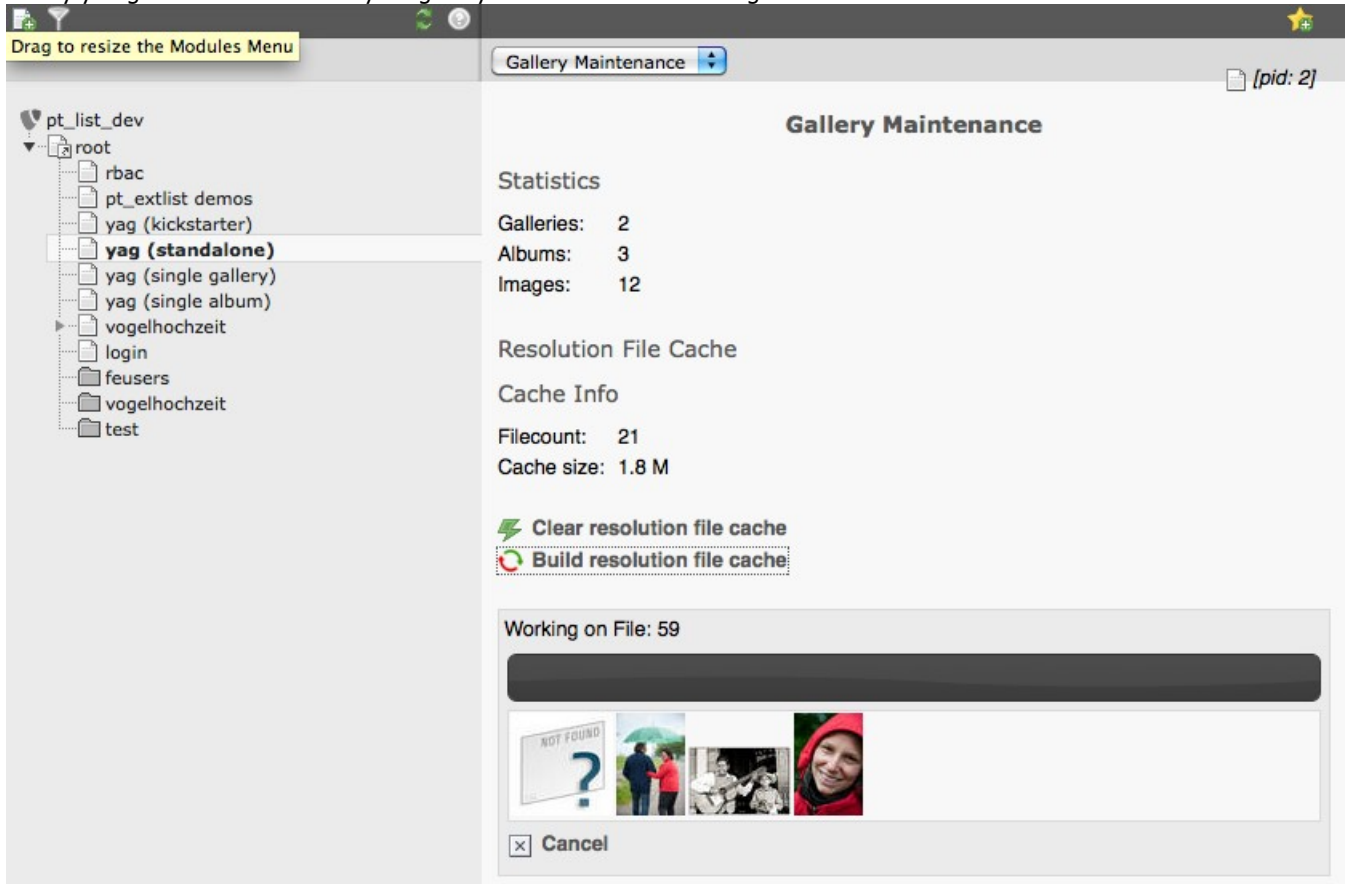 Drag to resize the Modules Menu
Gallery Maintenance
[pid: 2]
pt_list_dev
root
rbac
pt_extlist demos
yag (kickstarter)
yag (standalone)
yag (single gallery)
yag (single album)
vogelhochzeit
login
feusers
vogelhochzeit
test
Gallery Maintenance
Statistics
Galleries: 2
Albums: 3
Images: 12
Resolution File Cache
Cache Info
Filecount: 21
Cache size: 1.8 M
Clear resolution file cache
Build resolution file cache
Working on File: 59
NOT FOUND
?
Cancel